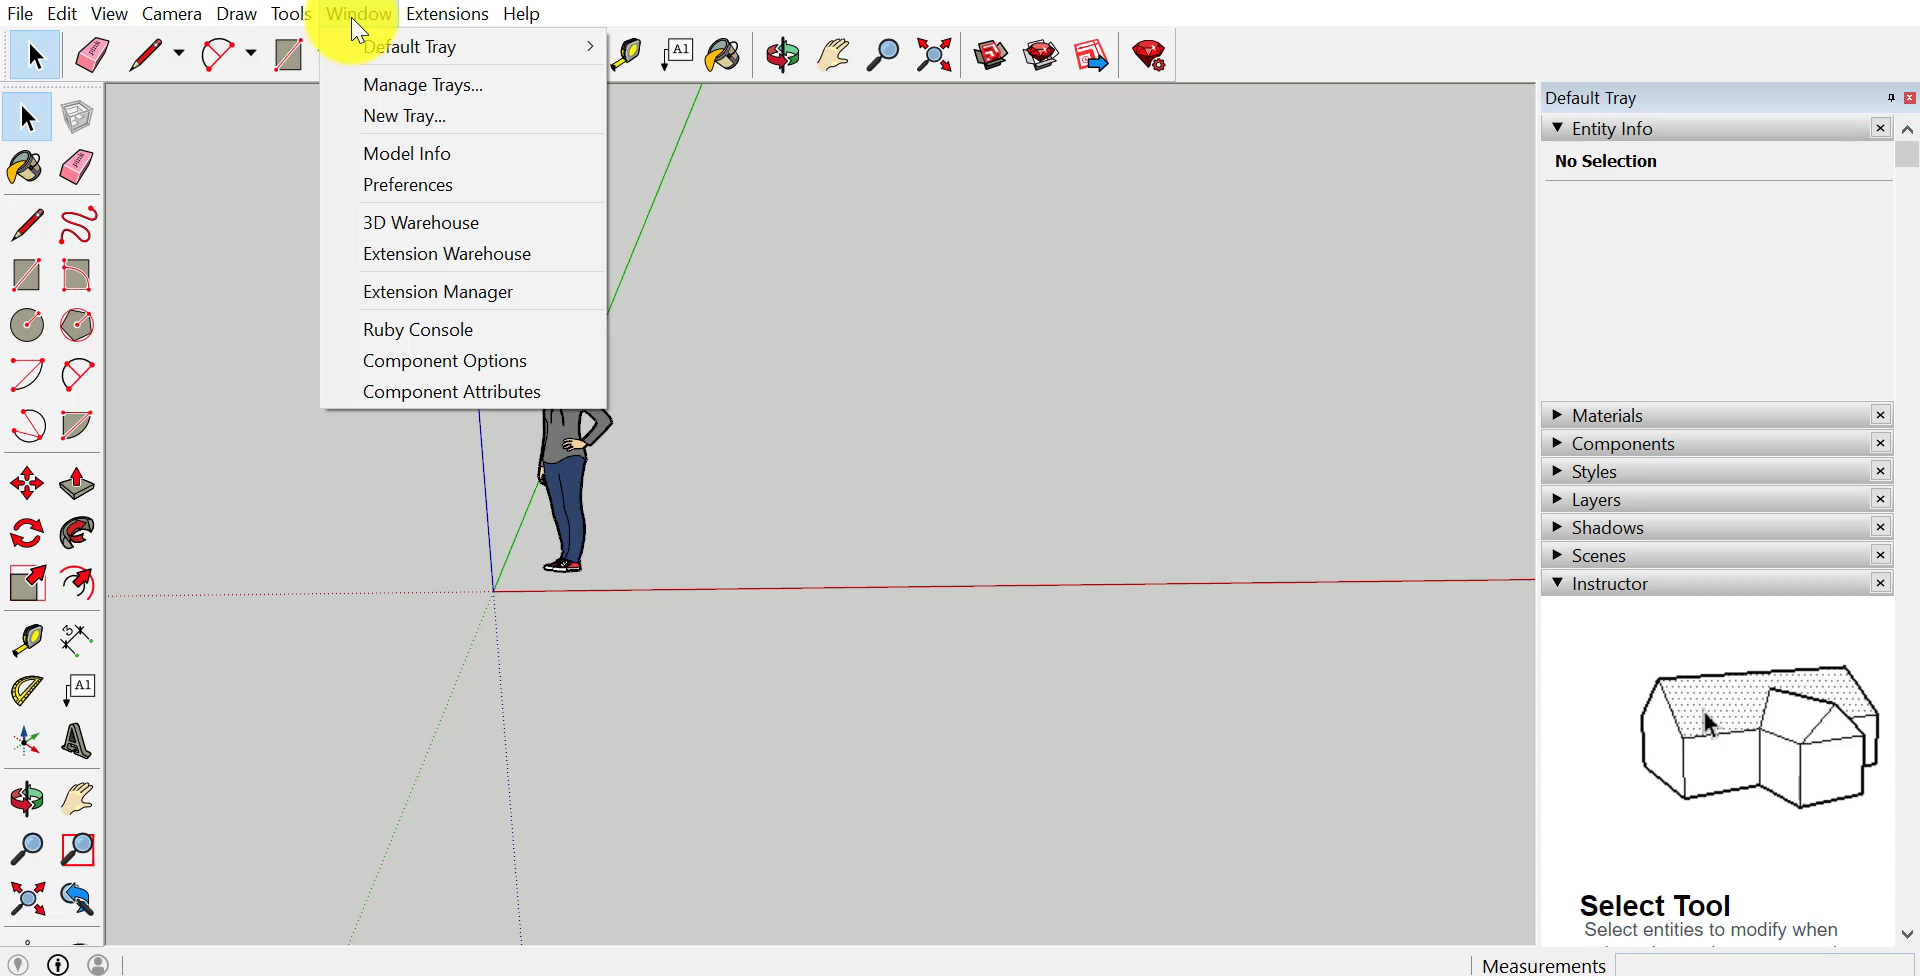 File Edit View Camera Draw Tools Window Extensions Help
Default Tray
Manage Trays...
New Tray...
Model Info
Preferences
3D Warehouse
Extension Warehouse
Extension Manager
Ruby Console
Component Options
Component Attributes
A1
A1
Default Tray
Entity Info
No Selection
Materials
Components
Styles
Layers
Shadows
Scenes
Instructor
Select Tool
Select entities to modify when
Measurements